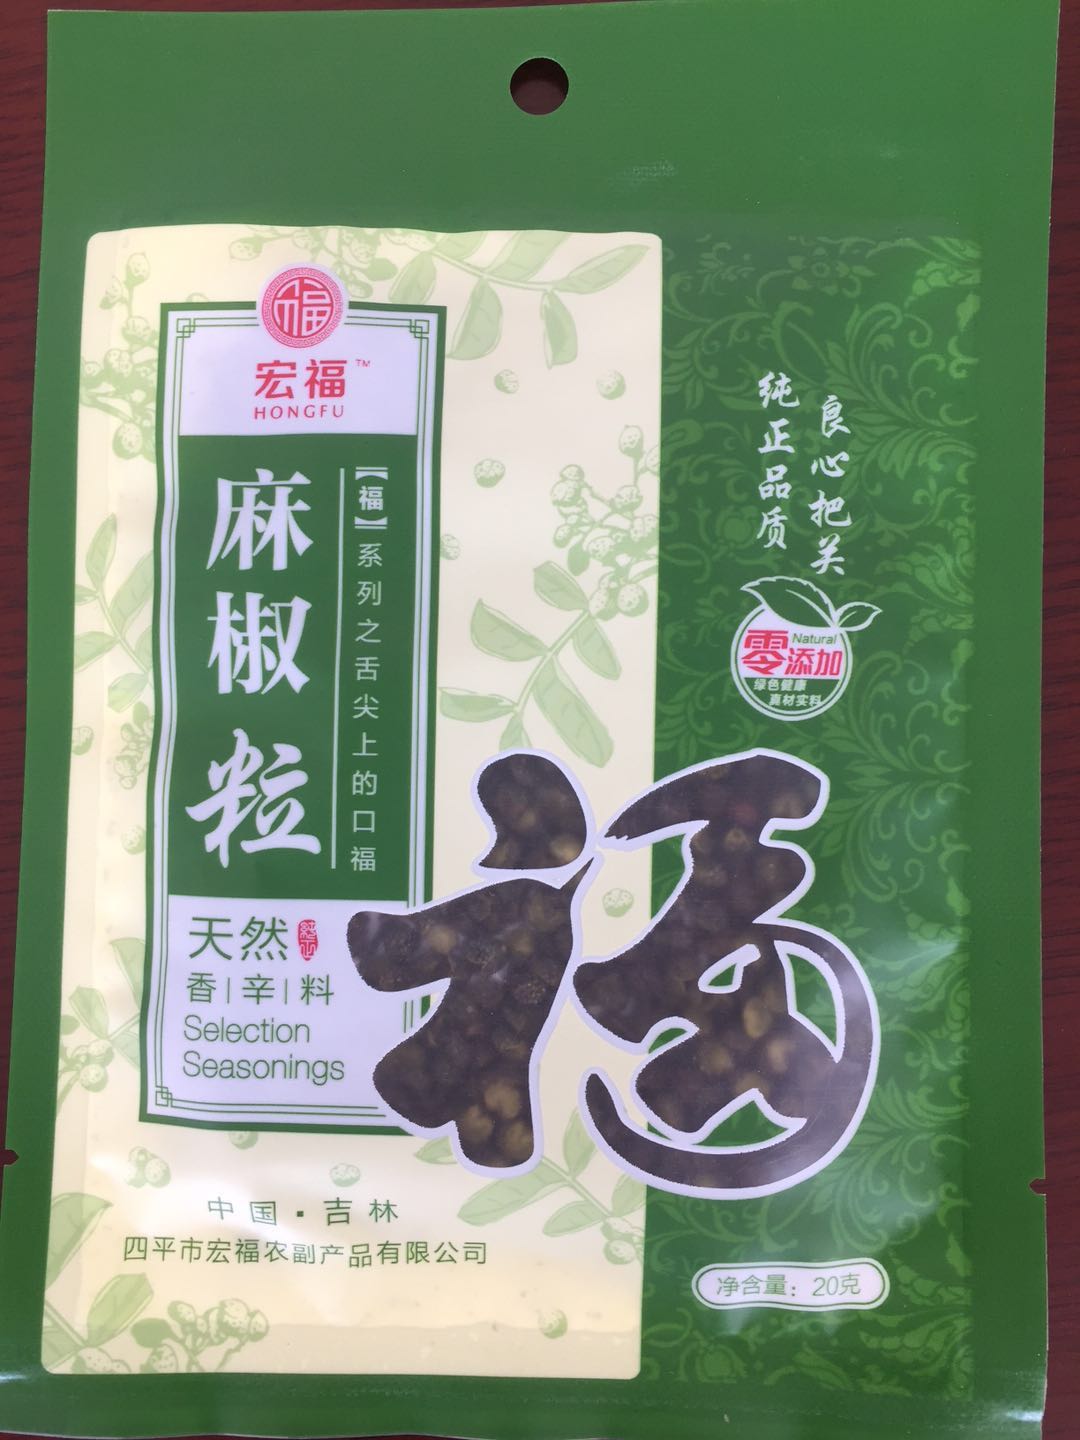 福
宏福™
HONGFU
麻椒粒
【福】系列之舌尖上的口福
天然
纯正
香|辛|料
Selection
Seasonings
良心把关
纯正品质
Natural
零添加
绿色健康
真材实料
福
中国·吉林
四平市宏福农副产品有限公司
净含量：20克